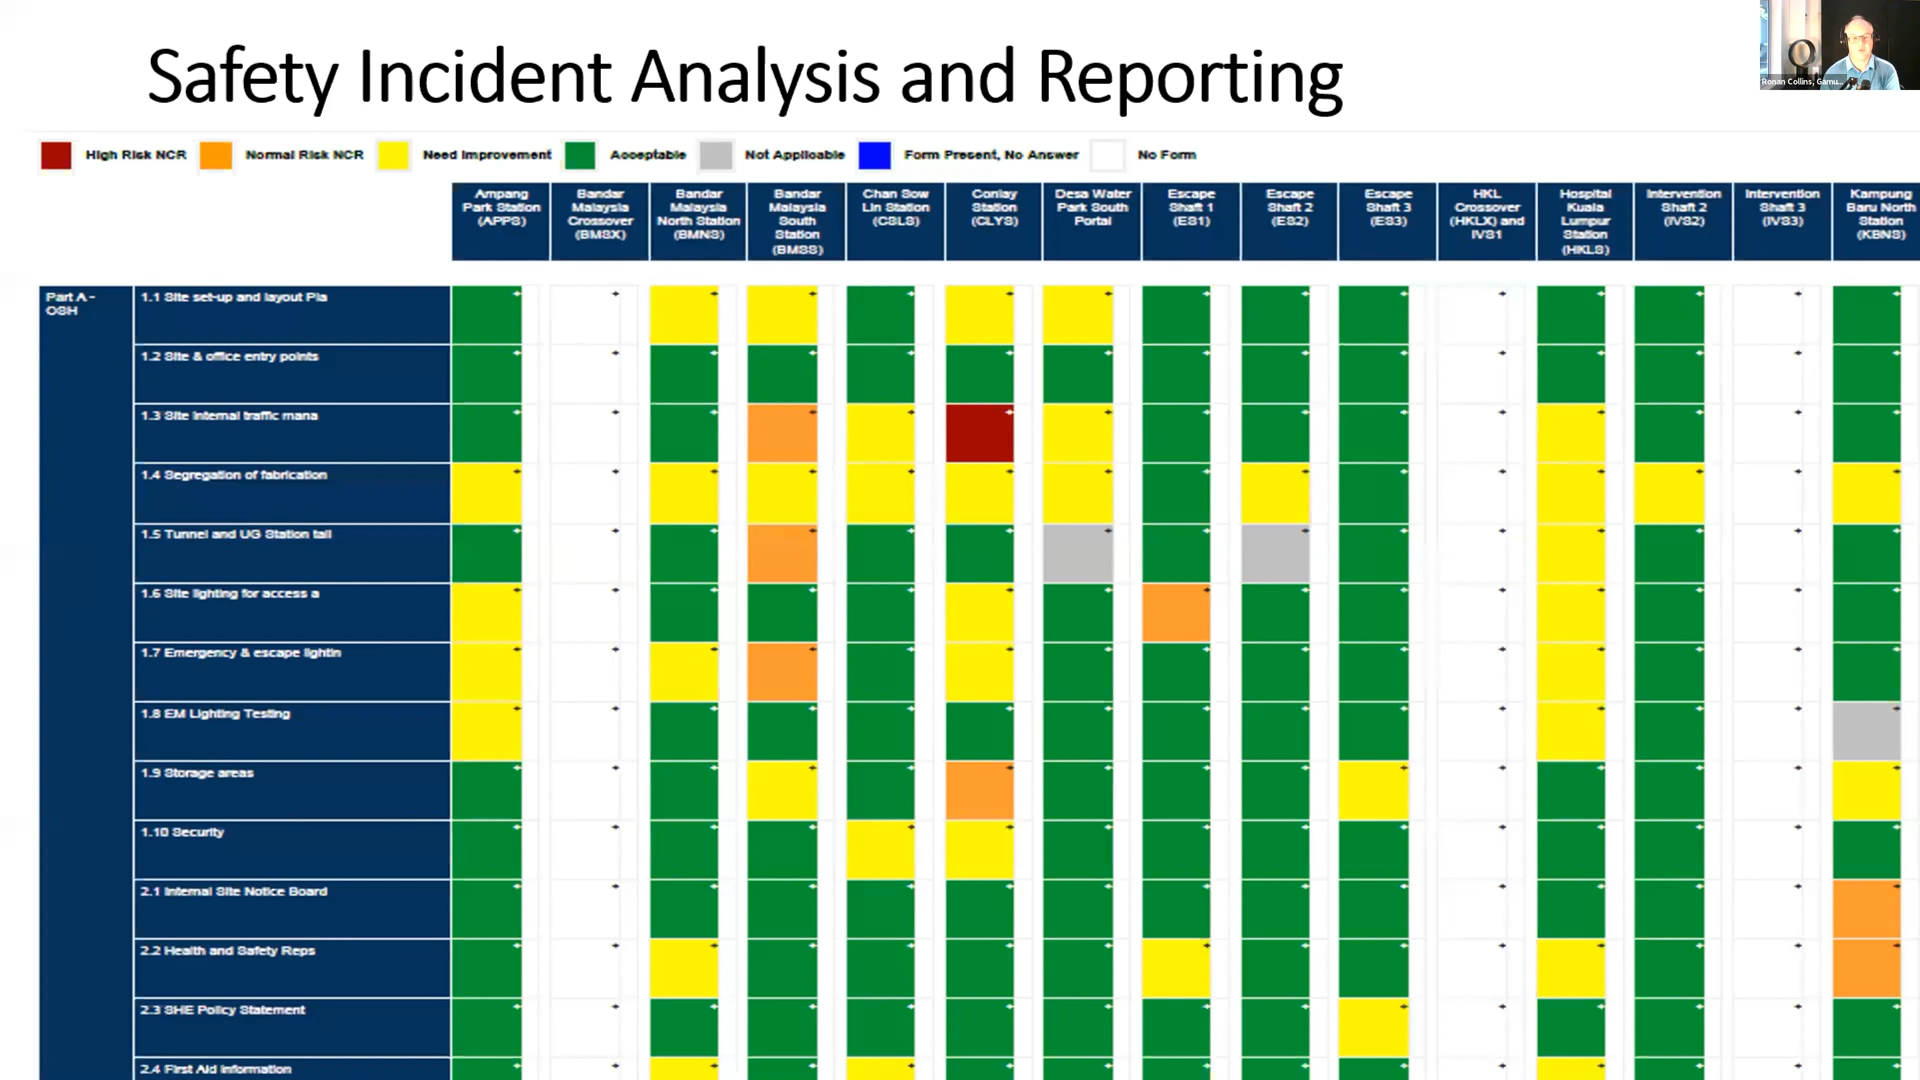 Safety Incident Analysis and Reporting
Ronan Collins, Gamu...
High Risk NCR
Normal Risk NCR
Need Improvement
Acceptable
Not Applicable
Form Present, No Answer
No Form
Ampang
Park Station
(APPS)
Bandar
Malaysia
Crossover
(BMSX)
Bandar
Malaysia
North Station
(BMNS)
Bandar
Malaysia
South
Station
(BMSS)
Chan Sow
Lin Station
(CSLS)
Conlay
Station
(CLYS)
Desa Water
Park South
Portal
Escape
Shaft 1
(ES1)
Escape
Shaft 2
(ES2)
Escape
Shaft 3
(ES3)
HKL
Crossover
(HKLX) and
IVS1
Hospital
Kuala
Lumpur
Station
(HKLS)
Intervention
Shaft 2
(IVS2)
Intervention
Shaft 3
(IVS3)
Kampung
Baru North
Station
(KBNS)
Part A -
OSH
1.1 Site set-up and layout Pla
1.2 Site & office entry points
1.3 Site internal traffic mana
1.4 Segregation of fabrication
1.5 Tunnel and UG Station tall
1.6 Site lighting for access a
1.7 Emergency & escape lightin
1.8 EM Lighting Testing
1.9 Storage areas
1.10 Security
2.1 Internal Site Notice Board
2.2 Health and Safety Reps
2.3 SHE Policy Statement
2.4 First Aid Information